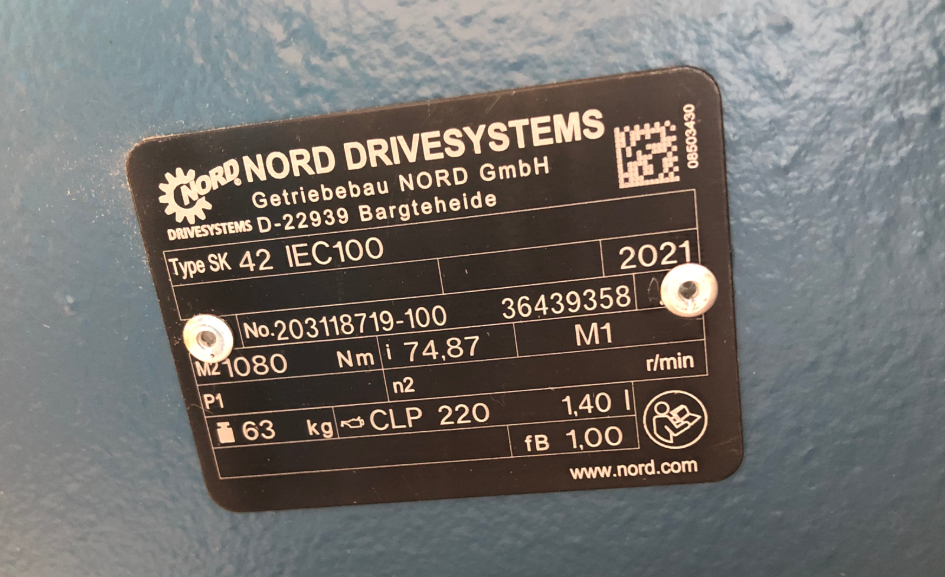 NORD
DRIVESYSTEMS
NORD DRIVESYSTEMS
Getriebebau NORD GmbH
D-22939 Bargteheide
08503430
Type SK 42 IEC100
2021
No. 203118719-100 36439358
M2 1080 Nm i 74,87 M1
P1 n2 r/min
63 kg CLP 220 1,40 l
fB 1,00
www.nord.com